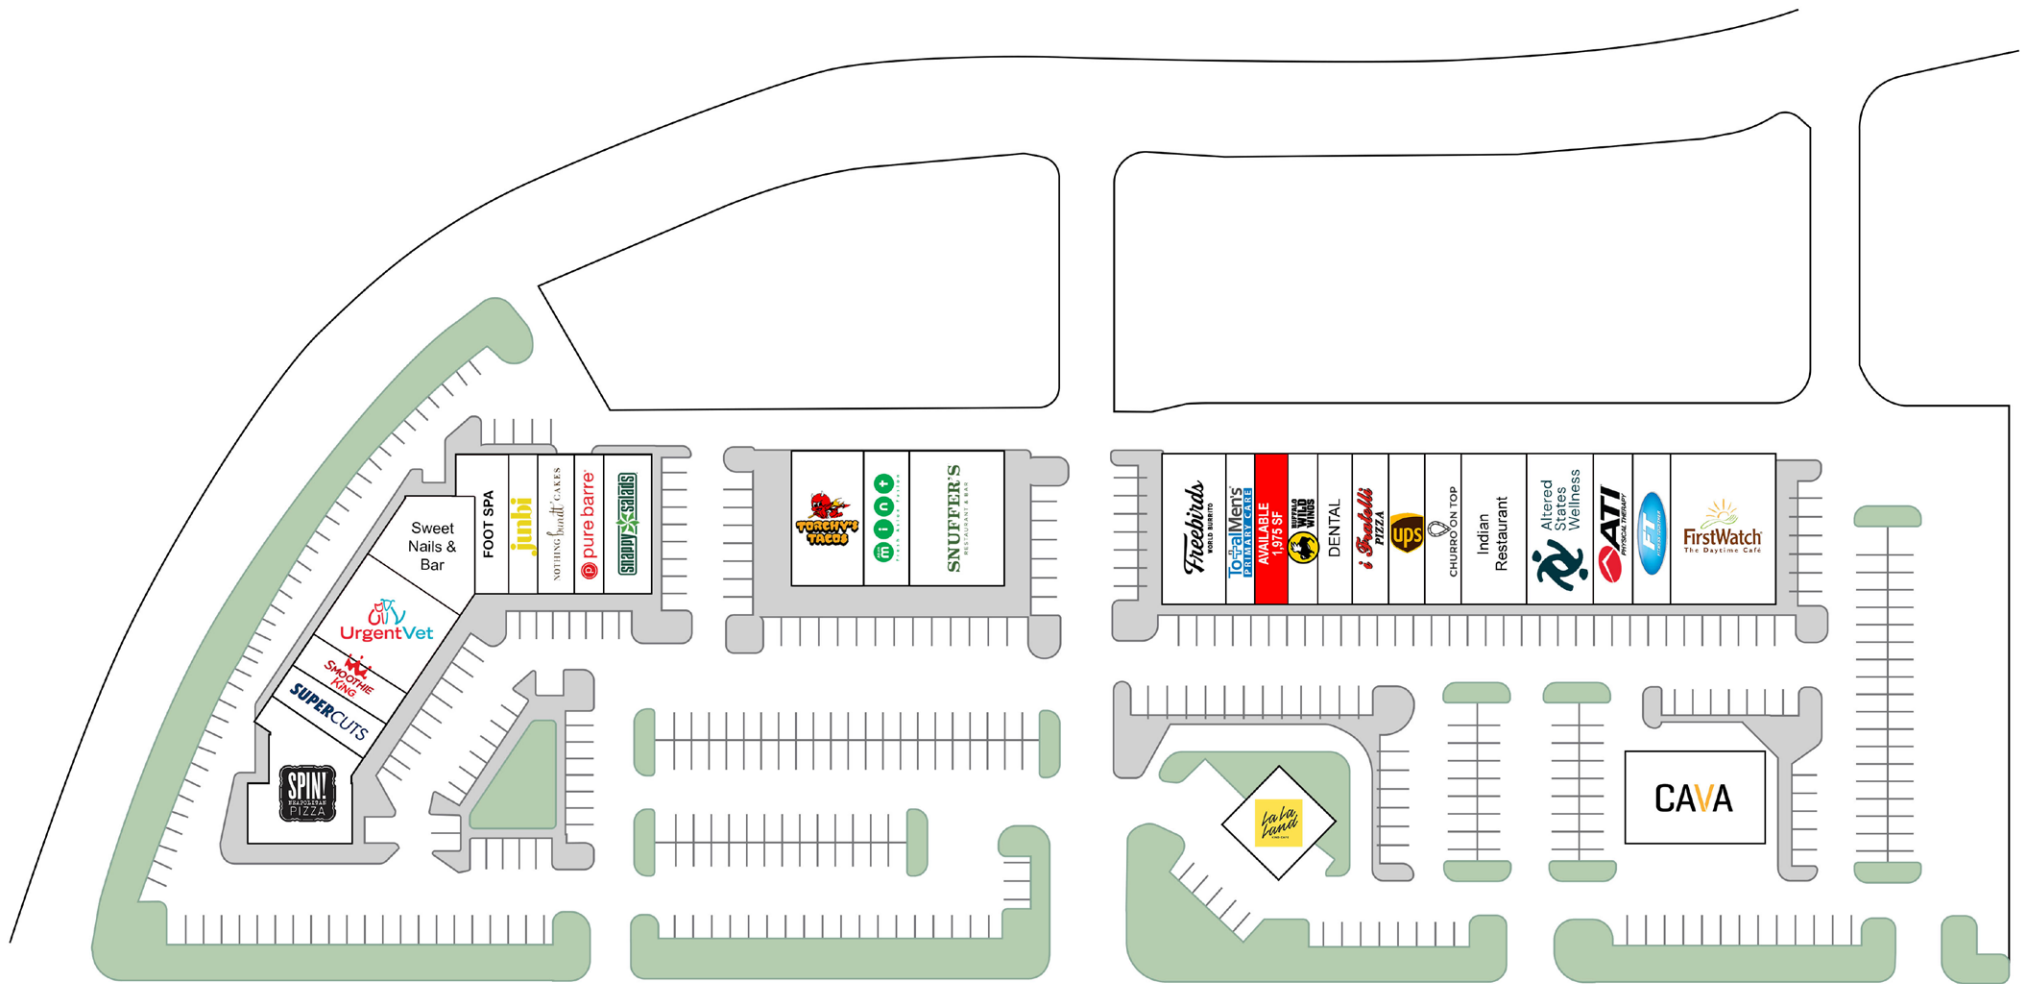 Sweet
Nails &
Bar
UrgentVet
SMOOTHIE
KING
SUPERCUTS
SPIN!
NEAPOLITAN
PIZZA
FOOT SPA
junbi
NOTHING bundt CAKES
p pure barre
snappy salads
TORCHY'S
TACOS
mint
SNUFFER'S
RESTAURANT & BAR
Freebirds
WORLD BURRITO
Total Men's
PRIMARY CARE
AVAILABLE
1,975 SF
BUFFALO
WILD
WINGS
DENTAL
i Fratelli
PIZZA
ups
CHURRO ON TOP
Indian
Restaurant
Altered
States
Wellness
ATI
PHYSICAL THERAPY
FT
FirstWatch
The Daytime Café
La La
Land
CAVA